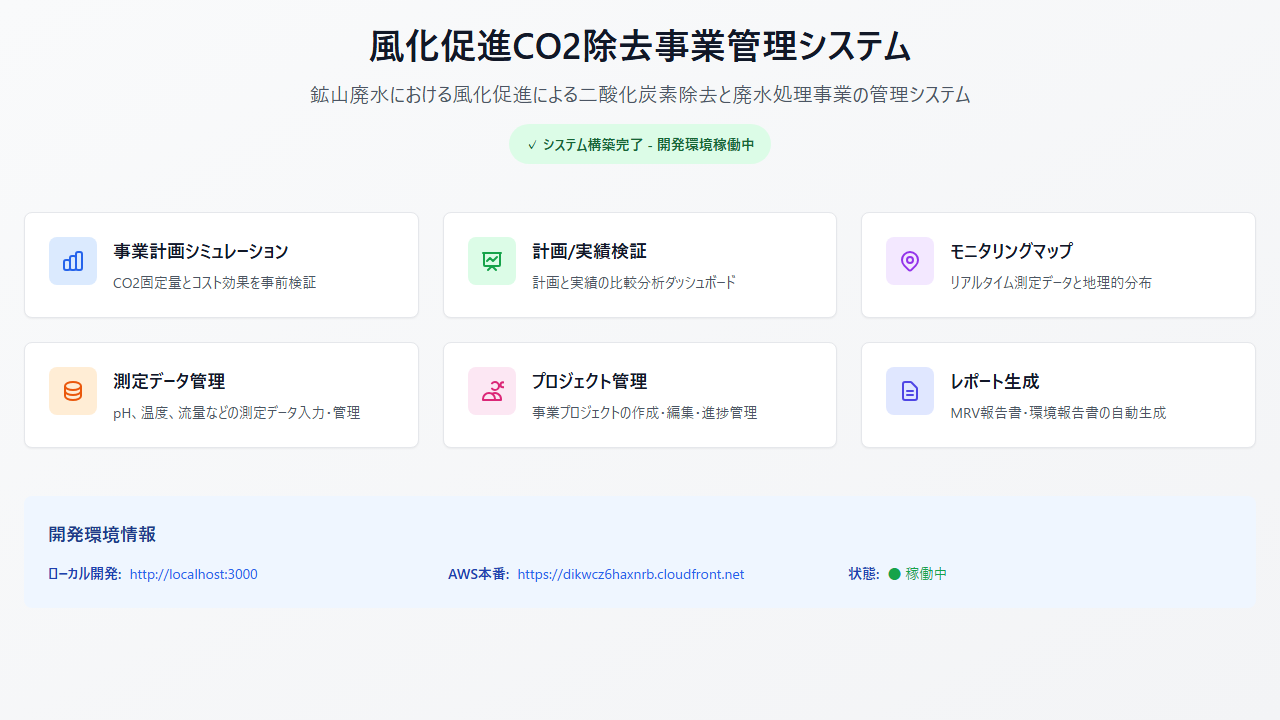 風化促進CO2除去事業管理システム
鉱山廃水における風化促進による二酸化炭素除去と廃水処理事業の管理システム
✓ システム構築完了 - 開発環境稼働中
事業計画シミュレーション
CO2固定量とコスト効果を事前検証
計画/実績検証
計画と実績の比較分析ダッシュボード
モニタリングマップ
リアルタイム測定データと地理的分布
測定データ管理
pH、温度、流量などの測定データ入力・管理
プロジェクト管理
事業プロジェクトの作成・編集・進捗管理
レポート生成
MRV報告書・環境報告書の自動生成
開発環境情報
ローカル開発: http://localhost:3000
AWS本番: https://dikwcz6haxnrb.cloudfront.net
状態: ● 稼働中